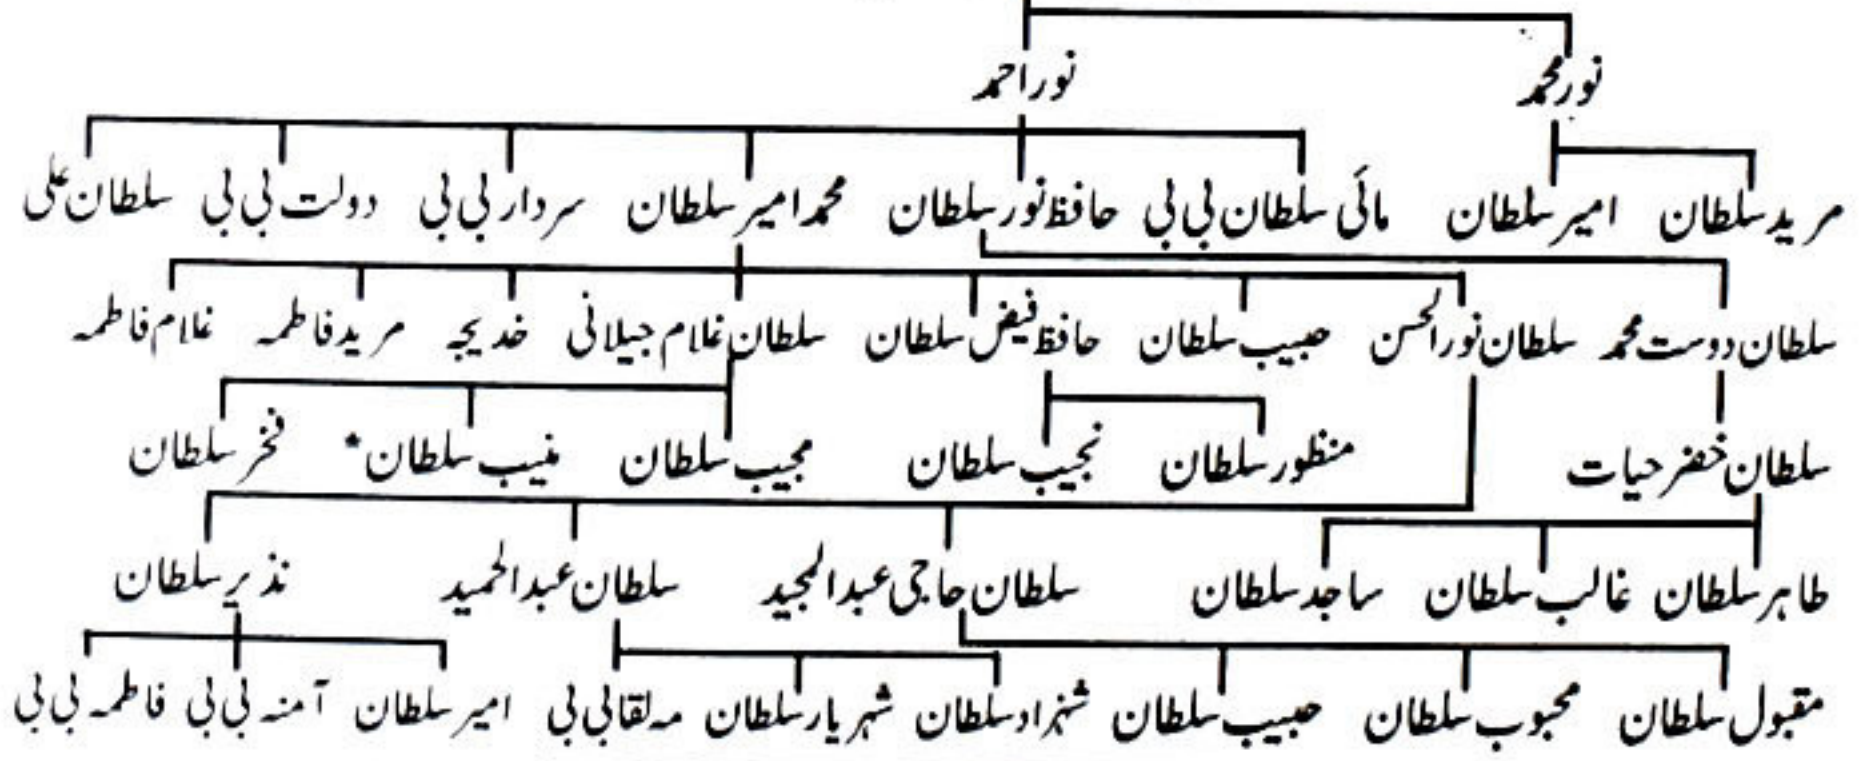 نور محمد نور احمد
مرید سلطان امیر سلطان مائی سلطان بی بی حافظ نور سلطان محمد امیر سلطان سردار بی بی دولت بی بی سلطان علی
سلطان دوست محمد سلطان نور الحسن حبیب سلطان حافظ فیض سلطان سلطان غلام جیلانی خدیجہ مرید فاطمہ غلام فاطمہ
سلطان خضر حیات منظور سلطان نجیب سلطان مجیب سلطان منیب سلطان* فخر سلطان
طاہر سلطان غالب سلطان ساجد سلطان سلطان حاجی عبدالمجید سلطان عبدالحمید نذیر سلطان
مقبول سلطان محبوب سلطان حبیب سلطان شہزاد سلطان شہریار سلطان مہ لقا بی بی امیر سلطان آمنہ بی بی فاطمہ بی بی